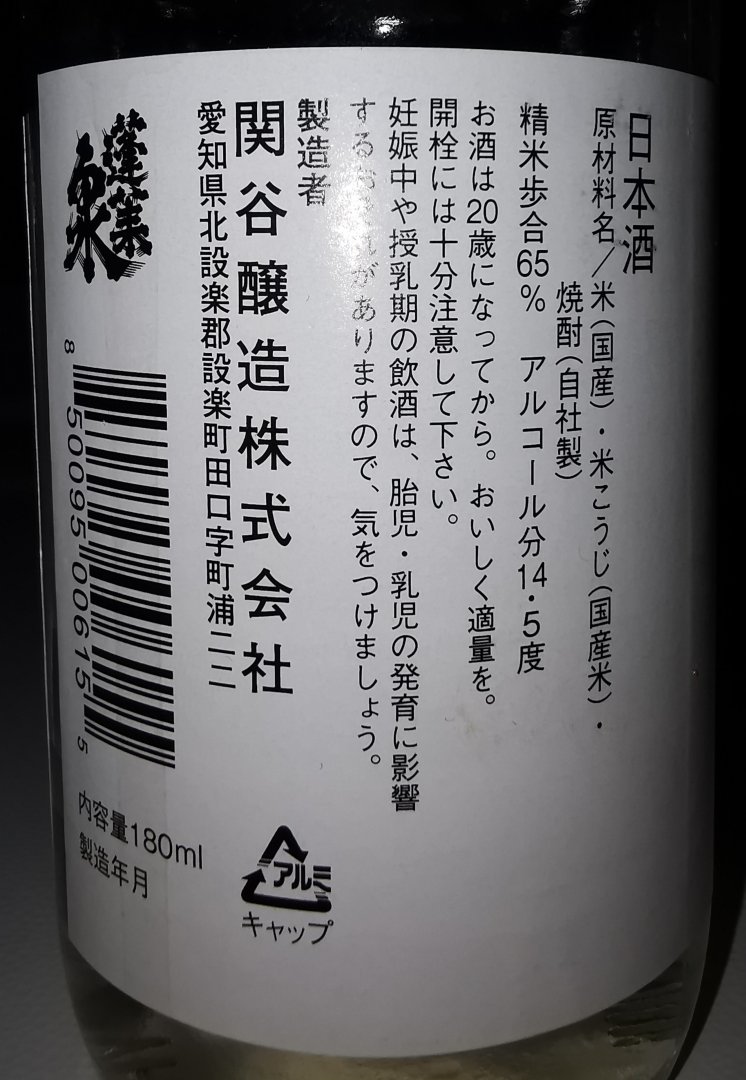 日本酒
原材料名／米(国産)・米こうじ(国産米)・
焼酎(自社製)
精米歩合65%　アルコール分14・5度
お酒は20歳になってから。おいしく適量を。
開栓には十分注意して下さい。
妊娠中や授乳期の飲酒は、胎児・乳児の発育に影響
するおそれがありますので、気をつけましょう。
製造者
関谷醸造株式会社
愛知県北設楽郡設楽町田口字町浦二二
蓬莱
泉
8 50095 00615 5
内容量180ml
製造年月
アルミ
キャップ